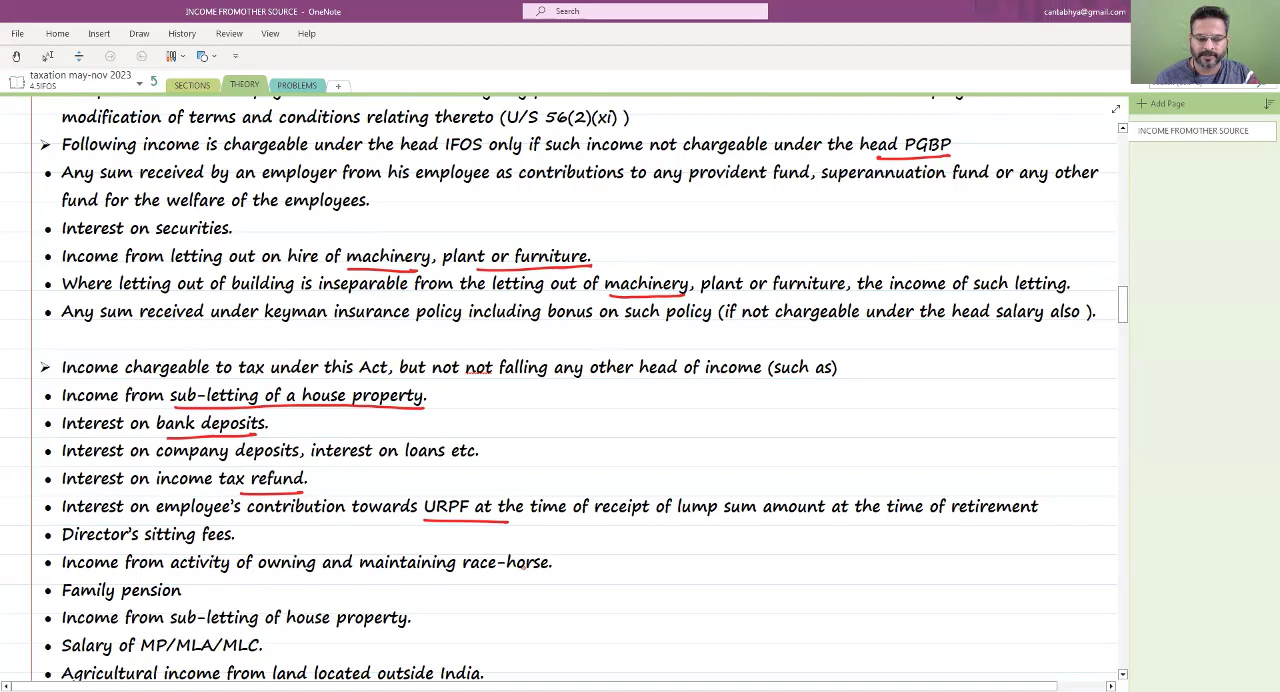 INCOME FROMOTHER SOURCE - OneNote
Search
cantabhya@gmail.com
File Home Insert Draw History Review View Help
taxation may-nov 2023
4.5IFOS
SECTIONS THEORY PROBLEMS +
+ Add Page
INCOME FROMOTHER SOURCE
modification of terms and conditions relating thereto (U/S 56(2)(xi) )
➢ Following income is chargeable under the head IFOS only if such income not chargeable under the head PGBP
• Any sum received by an employer from his employee as contributions to any provident fund, superannuation fund or any other
fund for the welfare of the employees.
• Interest on securities.
• Income from letting out on hire of machinery, plant or furniture.
• Where letting out of building is inseparable from the letting out of machinery, plant or furniture, the income of such letting.
• Any sum received under keyman insurance policy including bonus on such policy (if not chargeable under the head salary also ).
➢ Income chargeable to tax under this Act, but not not falling any other head of income (such as)
• Income from sub-letting of a house property.
• Interest on bank deposits.
• Interest on company deposits, interest on loans etc.
• Interest on income tax refund.
• Interest on employee's contribution towards URPF at the time of receipt of lump sum amount at the time of retirement
• Director's sitting fees.
• Income from activity of owning and maintaining race-horse.
• Family pension
• Income from sub-letting of house property.
• Salary of MP/MLA/MLC.
• Agricultural income from land located outside India.